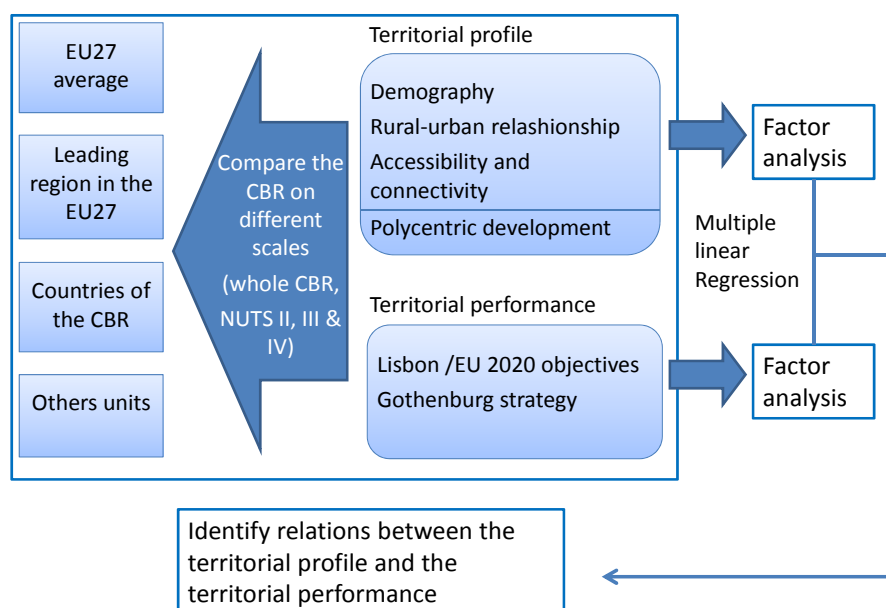 EU27
average
Leading
region in the
EU27
Countries of
the CBR
Others units
Compare the
CBR on
different
scales
(whole CBR,
NUTS II, III &
IV)
Territorial profile
Demography
Rural-urban relashionship
Accessibility and
connectivity
Polycentric development
Territorial performance
Lisbon /EU 2020 objectives
Gothenburg strategy
Factor
analysis
Multiple
linear
Regression
Factor
analysis
Identify relations between the
territorial profile and the
territorial performance